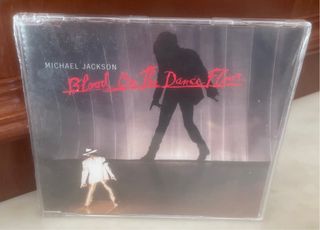 MICHAEL JACKSON
Blood On The Dance Floor